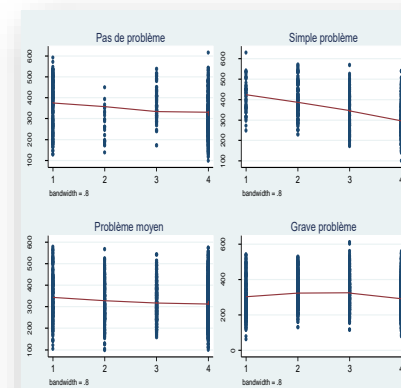 Pas de problème
600
500
400
300
200
100
1 2 3 4
bandwidth = .8
Simple problème
600
500
400
300
200
100
1 2 3 4
bandwidth = .8
Problème moyen
600
500
400
300
200
100
1 2 3 4
bandwidth = .8
Grave problème
600
400
200
0
1 2 3 4
bandwidth = .8